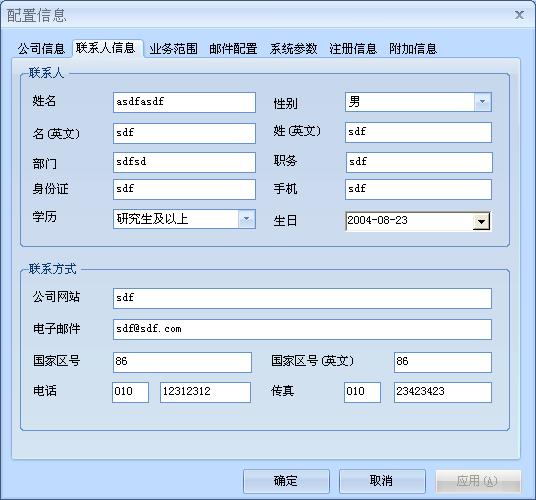 配置信息
公司信息 联系人信息 业务范围 邮件配置 系统参数 注册信息 附加信息
联系人
姓名 asdfasdf 性别 男
名(英文) sdf 姓(英文) sdf
部门 sdfsd 职务 sdf
身份证 sdf 手机 sdf
学历 研究生及以上 生日 2004-08-23
联系方式
公司网站 sdf
电子邮件 sdf@sdf.com
国家区号 86 国家区号(英文) 86
电话 010 12312312 传真 010 23423423
确定 取消 应用(A)